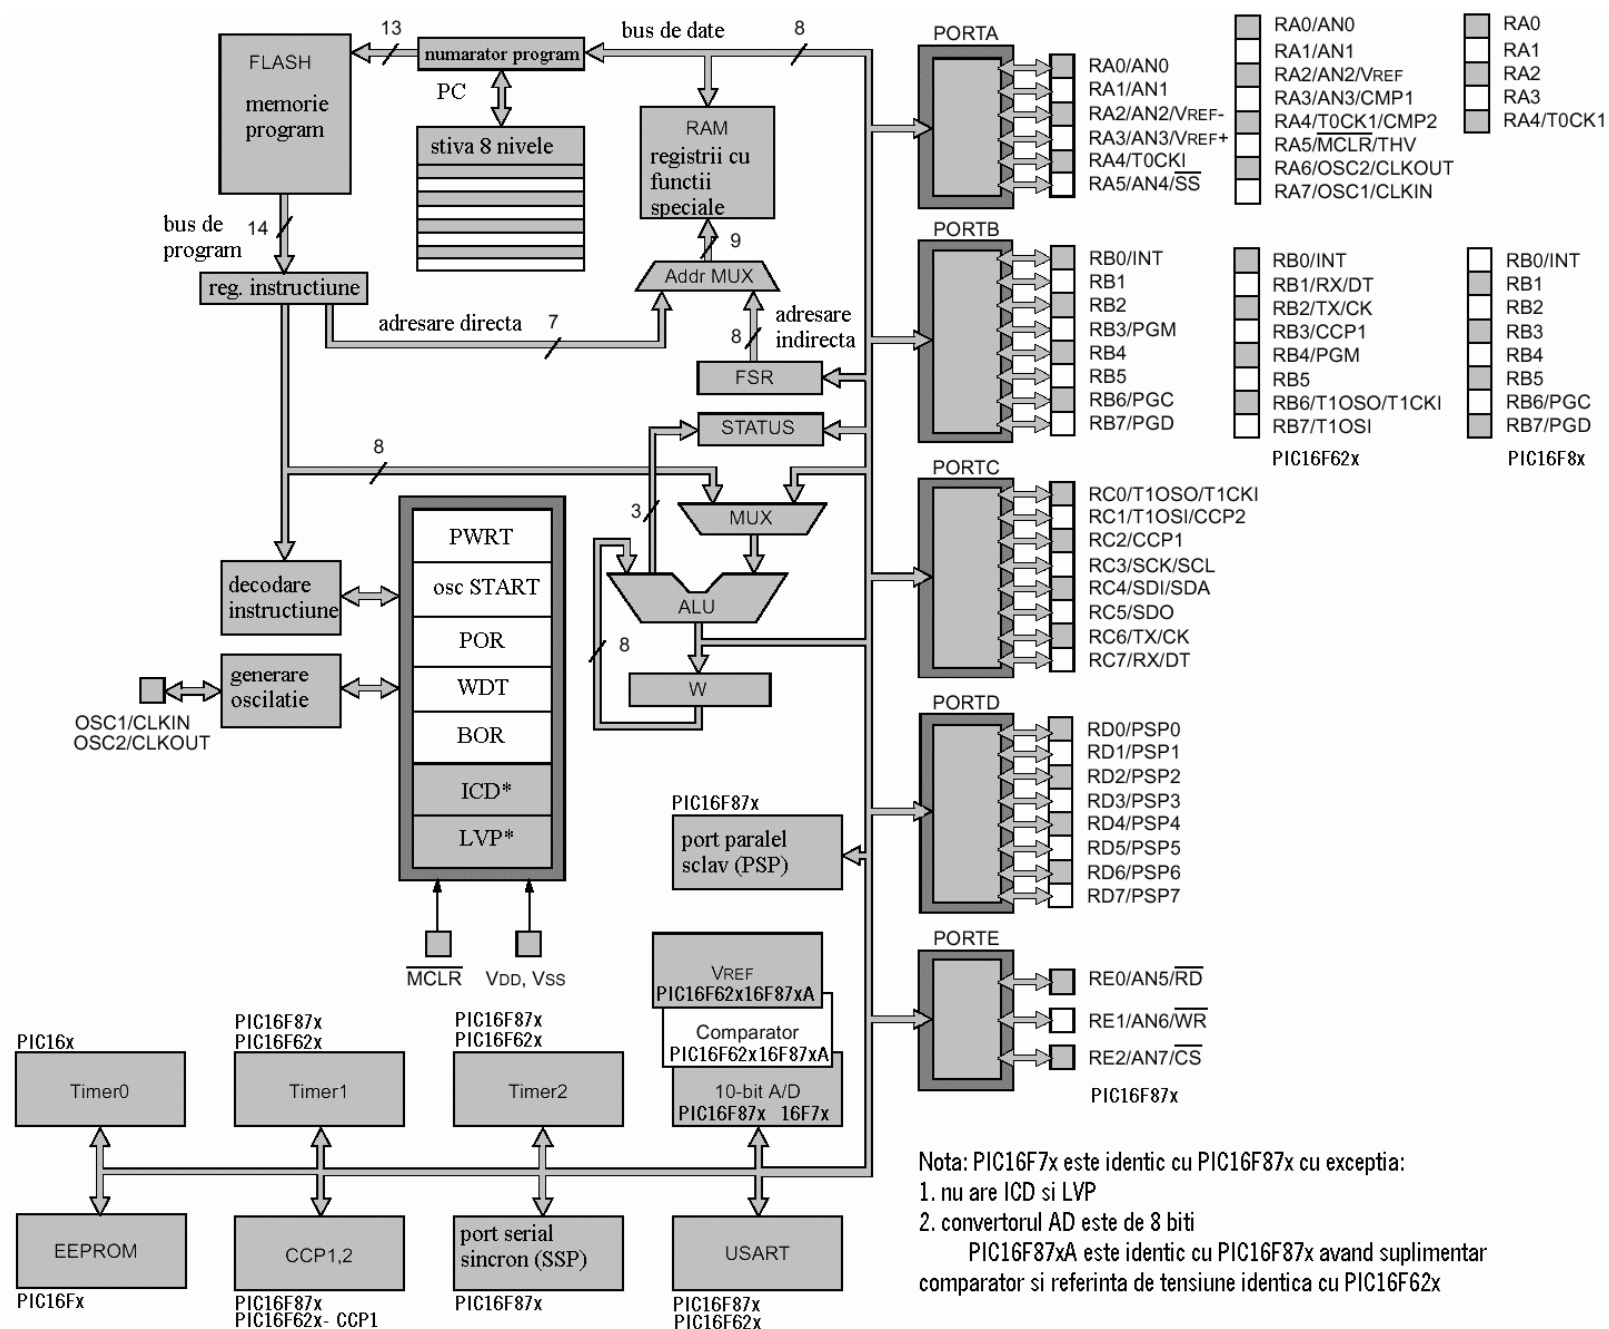 13
bus de date
8
FLASH
memorie
program
numarator program
PC
stiva 8 nivele
RAM
registrii cu
functii
speciale
bus de
program
14
9
Addr MUX
reg. instructiune
adresare directa
7
8
adresare
indirecta
FSR
STATUS
8
3
MUX
ALU
8
W
decodare
instructiune
generare
oscilatie
OSC1/CLKIN
OSC2/CLKOUT
PWRT
osc START
POR
WDT
BOR
ICD*
LVP*
MCLR
VDD, VSS
PIC16F87x
port paralel
sclav (PSP)
VREF
PIC16F62x16F87xA
Comparator
PIC16F62x16F87xA
10-bit A/D
PIC16F87x 16F7x
PIC16x
Timer0
PIC16F87x
PIC16F62x
Timer1
PIC16F87x
PIC16F62x
Timer2
EEPROM
PIC16Fx
CCP1,2
PIC16F87x
PIC16F62x- CCP1
port serial
sincron (SSP)
PIC16F87x
USART
PIC16F87x
PIC16F62x
PORTA
RA0/AN0
RA1/AN1
RA2/AN2/VREF-
RA3/AN3/VREF+
RA4/T0CKI
RA5/AN4/SS
RA0/AN0
RA1/AN1
RA2/AN2/VREF
RA3/AN3/CMP1
RA4/T0CK1/CMP2
RA5/MCLR/THV
RA6/OSC2/CLKOUT
RA7/OSC1/CLKIN
RA0
RA1
RA2
RA3
RA4/T0CK1
PORTB
RB0/INT
RB1
RB2
RB3/PGM
RB4
RB5
RB6/PGC
RB7/PGD
RB0/INT
RB1/RX/DT
RB2/TX/CK
RB3/CCP1
RB4/PGM
RB5
RB6/T1OSO/T1CKI
RB7/T1OSI
PIC16F62x
RB0/INT
RB1
RB2
RB3
RB4
RB5
RB6/PGC
RB7/PGD
PIC16F8x
PORTC
RC0/T1OSO/T1CKI
RC1/T1OSI/CCP2
RC2/CCP1
RC3/SCK/SCL
RC4/SDI/SDA
RC5/SDO
RC6/TX/CK
RC7/RX/DT
PORTD
RD0/PSP0
RD1/PSP1
RD2/PSP2
RD3/PSP3
RD4/PSP4
RD5/PSP5
RD6/PSP6
RD7/PSP7
PORTE
RE0/AN5/RD
RE1/AN6/WR
RE2/AN7/CS
PIC16F87x
Nota: PIC16F7x este identic cu PIC16F87x cu exceptia:
1. nu are ICD si LVP
2. convertorul AD este de 8 biti
PIC16F87xA este identic cu PIC16F87x avand suplimentar
comparator si referinta de tensiune identica cu PIC16F62x